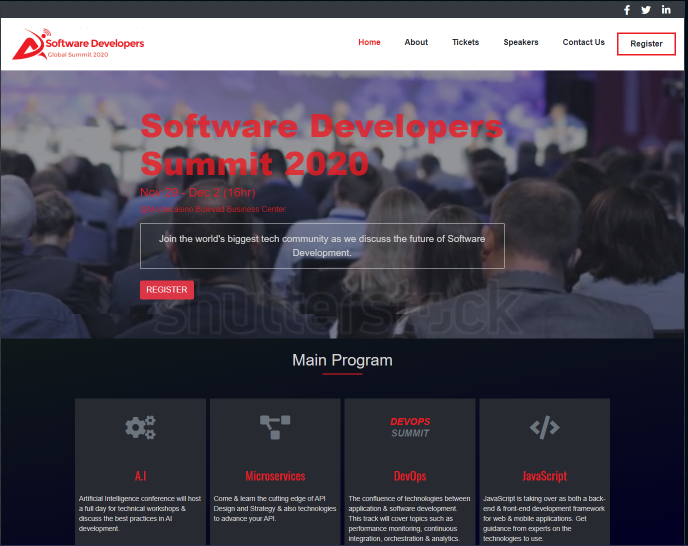 Software Developers
Global Summit 2020
Home About Tickets Speakers Contact Us Register
Software Developers
Summit 2020
Nov 29 - Dec 2 (16hr)
Business Center
Join the world's biggest tech community as we discuss the future of Software
Development.
REGISTER
shutterstock
Main Program
DEVOPS
SUMMIT
A.I
Microservices
DevOps
JavaScript
Artificial Intelligence conference will host
a full day for technical workshops &
discuss the best practices in AI
development.
Come & learn the cutting edge of API
Design and Strategy & also technologies
to advance your API.
The confluence of technologies between
application & software development.
This track will cover topics such as
performance monitoring, continuous
integration, orchestration & analytics.
JavaScript is taking over as both a back-
end & front-end development framework
for web & mobile applications. Get
guidance from experts on the
technologies to use.